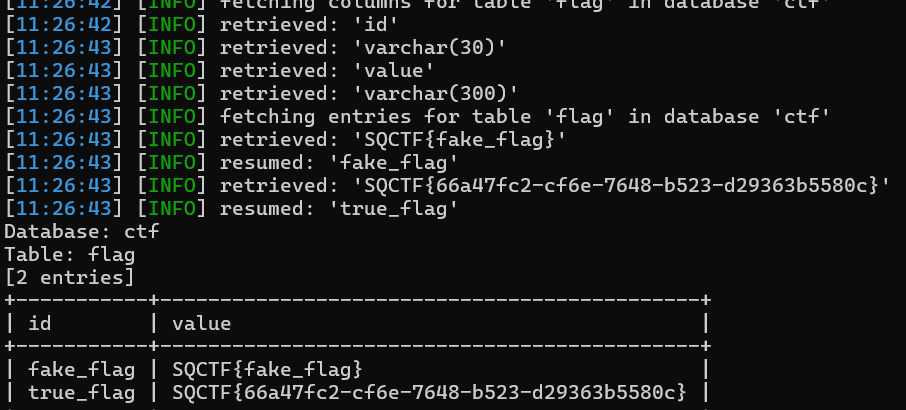 [11:26:42] [INFO] fetching columns for table 'flag' in database 'ctf'
[11:26:42] [INFO] retrieved: 'id'
[11:26:43] [INFO] retrieved: 'varchar(30)'
[11:26:43] [INFO] retrieved: 'value'
[11:26:43] [INFO] retrieved: 'varchar(300)'
[11:26:43] [INFO] fetching entries for table 'flag' in database 'ctf'
[11:26:43] [INFO] retrieved: 'SQCTF{fake_flag}'
[11:26:43] [INFO] resumed: 'fake_flag'
[11:26:43] [INFO] retrieved: 'SQCTF{66a47fc2-cf6e-7648-b523-d29363b5580c}'
[11:26:43] [INFO] resumed: 'true_flag'
Database: ctf
Table: flag
[2 entries]
+-----------+---------------------------------------------+
| id        | value                                       |
+-----------+---------------------------------------------+
| fake_flag | SQCTF{fake_flag}                            |
| true_flag | SQCTF{66a47fc2-cf6e-7648-b523-d29363b5580c} |